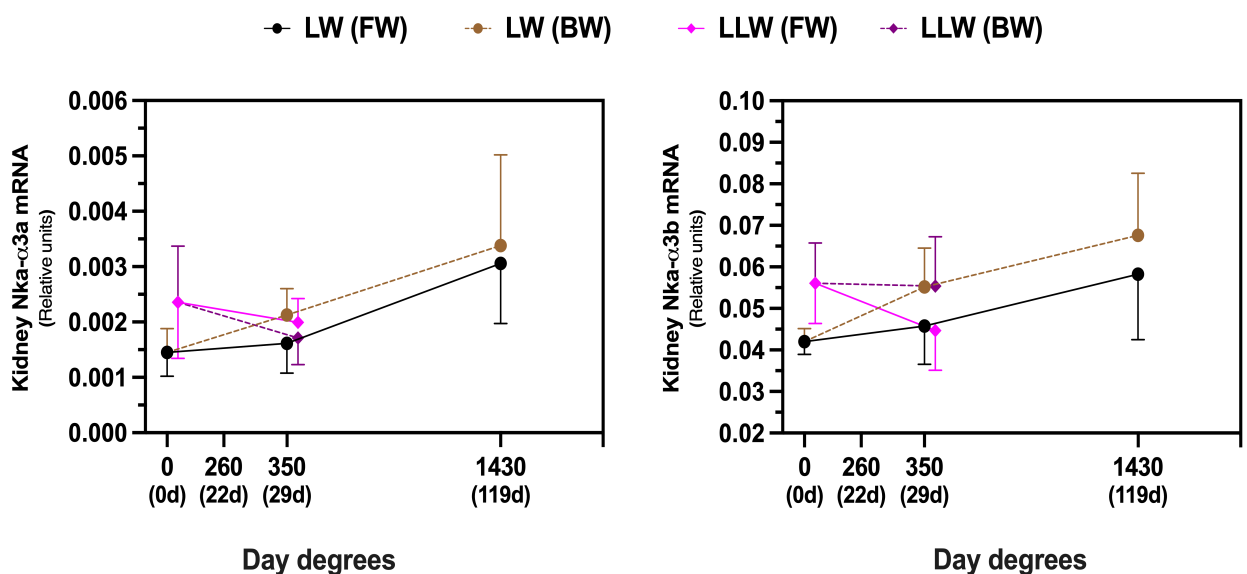 LW (FW) LW (BW) LLW (FW) LLW (BW)
Kidney Nka-α3a mRNA
(Relative units)
0.006
0.005
0.004
0.003
0.002
0.001
0.000
0 260 350 1430
(0d) (22d) (29d) (119d)
Day degrees
Kidney Nka-α3b mRNA
(Relative units)
0.10
0.09
0.08
0.07
0.06
0.05
0.04
0.03
0.02
0 260 350 1430
(0d) (22d) (29d) (119d)
Day degrees